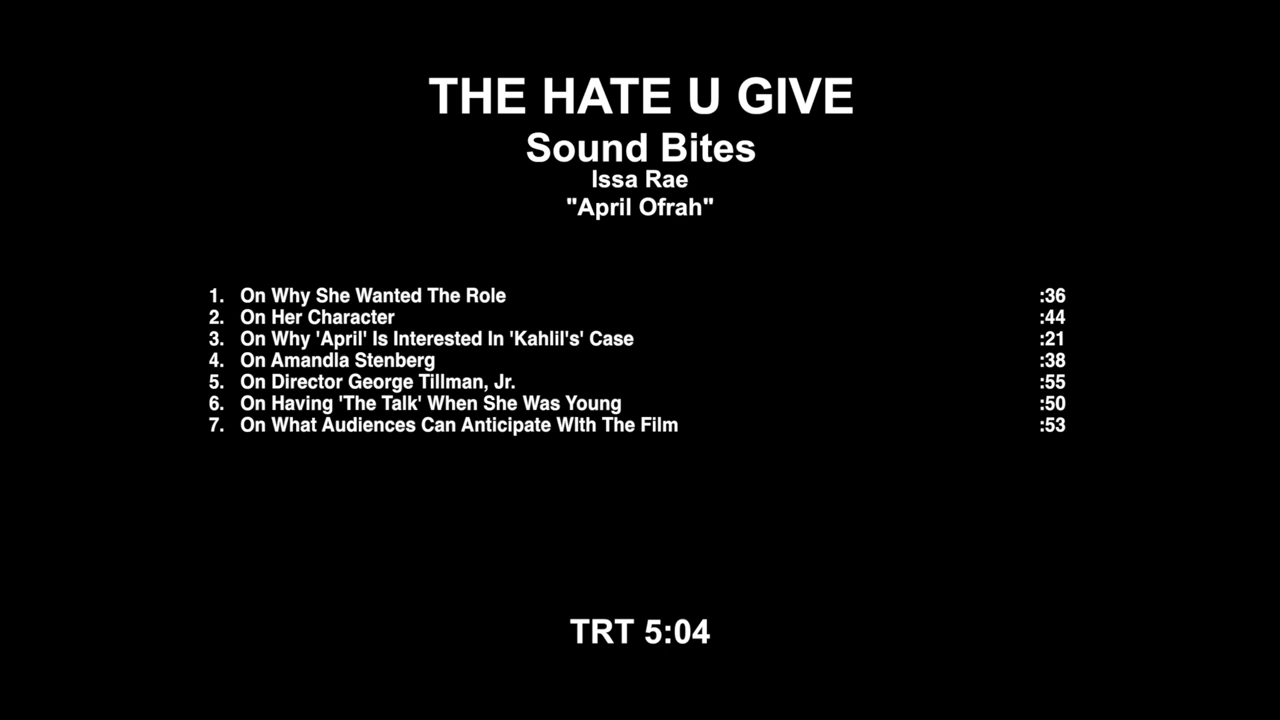 THE HATE U GIVE
Sound Bites
Issa Rae
"April Ofrah"
1. On Why She Wanted The Role :36
2. On Her Character :44
3. On Why 'April' Is Interested In 'Kahlil's' Case :21
4. On Amandla Stenberg :38
5. On Director George Tillman, Jr. :55
6. On Having 'The Talk' When She Was Young :50
7. On What Audiences Can Anticipate WIth The Film :53
TRT 5:04